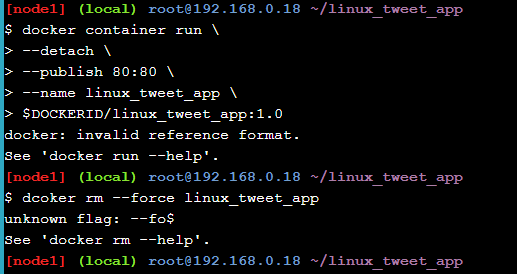 [node1] (local) root@192.168.0.18 ~/linux_tweet_app
$ docker container run \
> --detach \
> --publish 80:80 \
> --name linux_tweet_app \
> $DOCKERID/linux_tweet_app:1.0
docker: invalid reference format.
See 'docker run --help'.
[node1] (local) root@192.168.0.18 ~/linux_tweet_app
$ dcoker rm --force linux_tweet_app
unknown flag: --fo$
See 'docker rm --help'.
[node1] (local) root@192.168.0.18 ~/linux_tweet_app